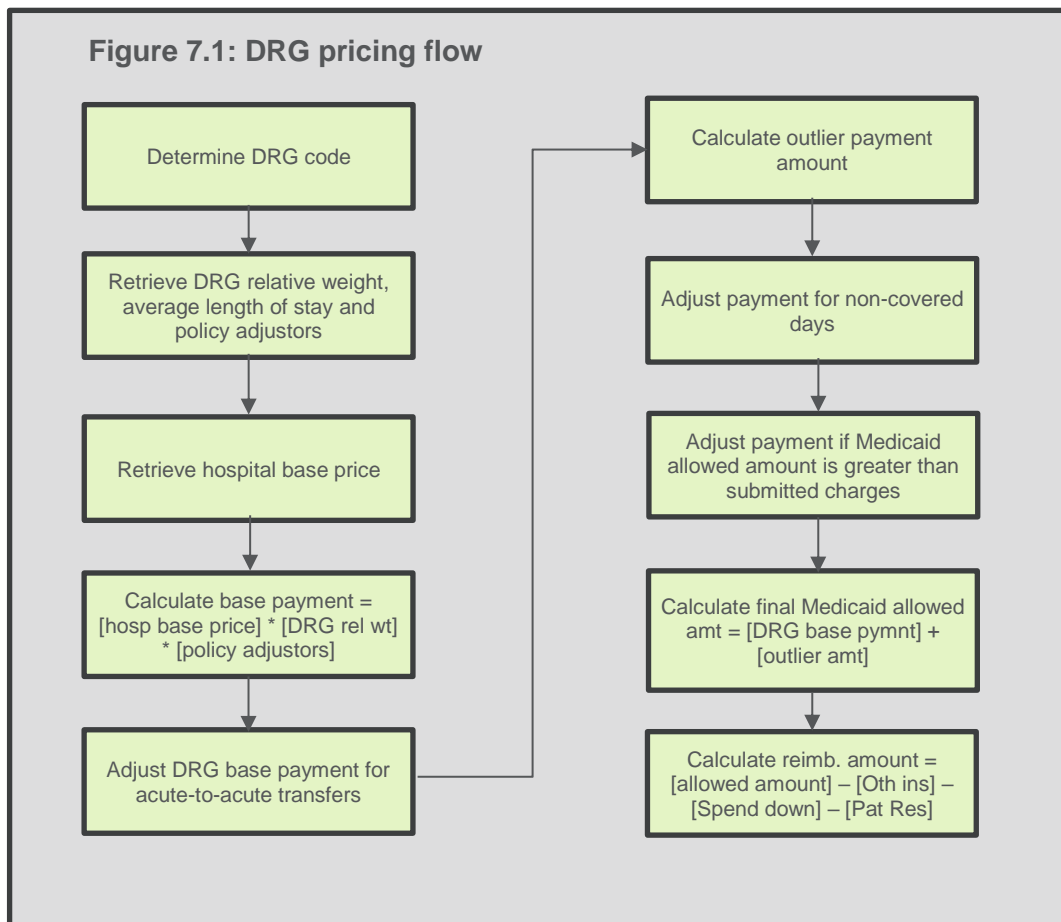 Figure 7.1: DRG pricing flow
Determine DRG code
Retrieve DRG relative weight,
average length of stay and
policy adjustors
Retrieve hospital base price
Calculate base payment =
[hosp base price] * [DRG rel wt]
* [policy adjustors]
Adjust DRG base payment for
acute-to-acute transfers
Calculate outlier payment
amount
Adjust payment for non-covered
days
Adjust payment if Medicaid
allowed amount is greater than
submitted charges
Calculate final Medicaid allowed
amt = [DRG base pymnt] +
[outlier amt]
Calculate reimb. amount =
[allowed amount] – [Oth ins] –
[Spend down] – [Pat Res]